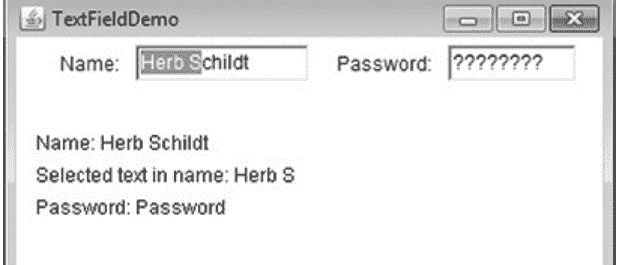 TextFieldDemo
Name: Herb Schildt Password: ????????
Name: Herb Schildt
Selected text in name: Herb S
Password: Password